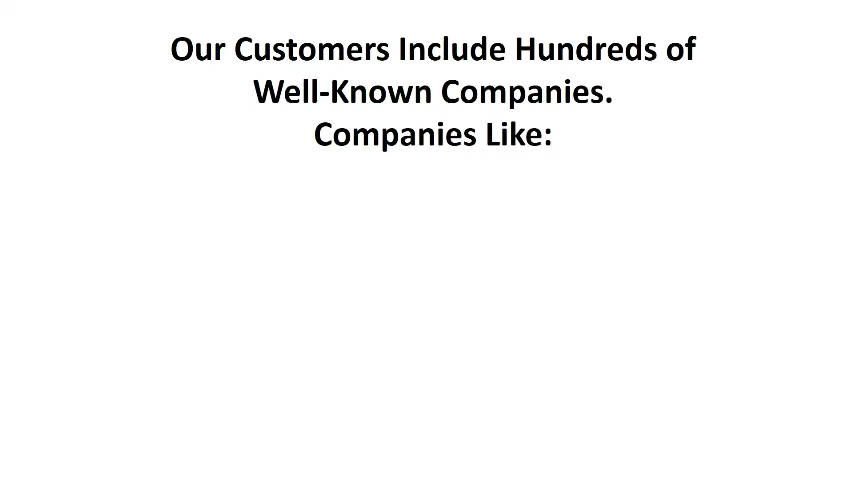 Our Customers Include Hundreds of
Well-Known Companies.
Companies Like: